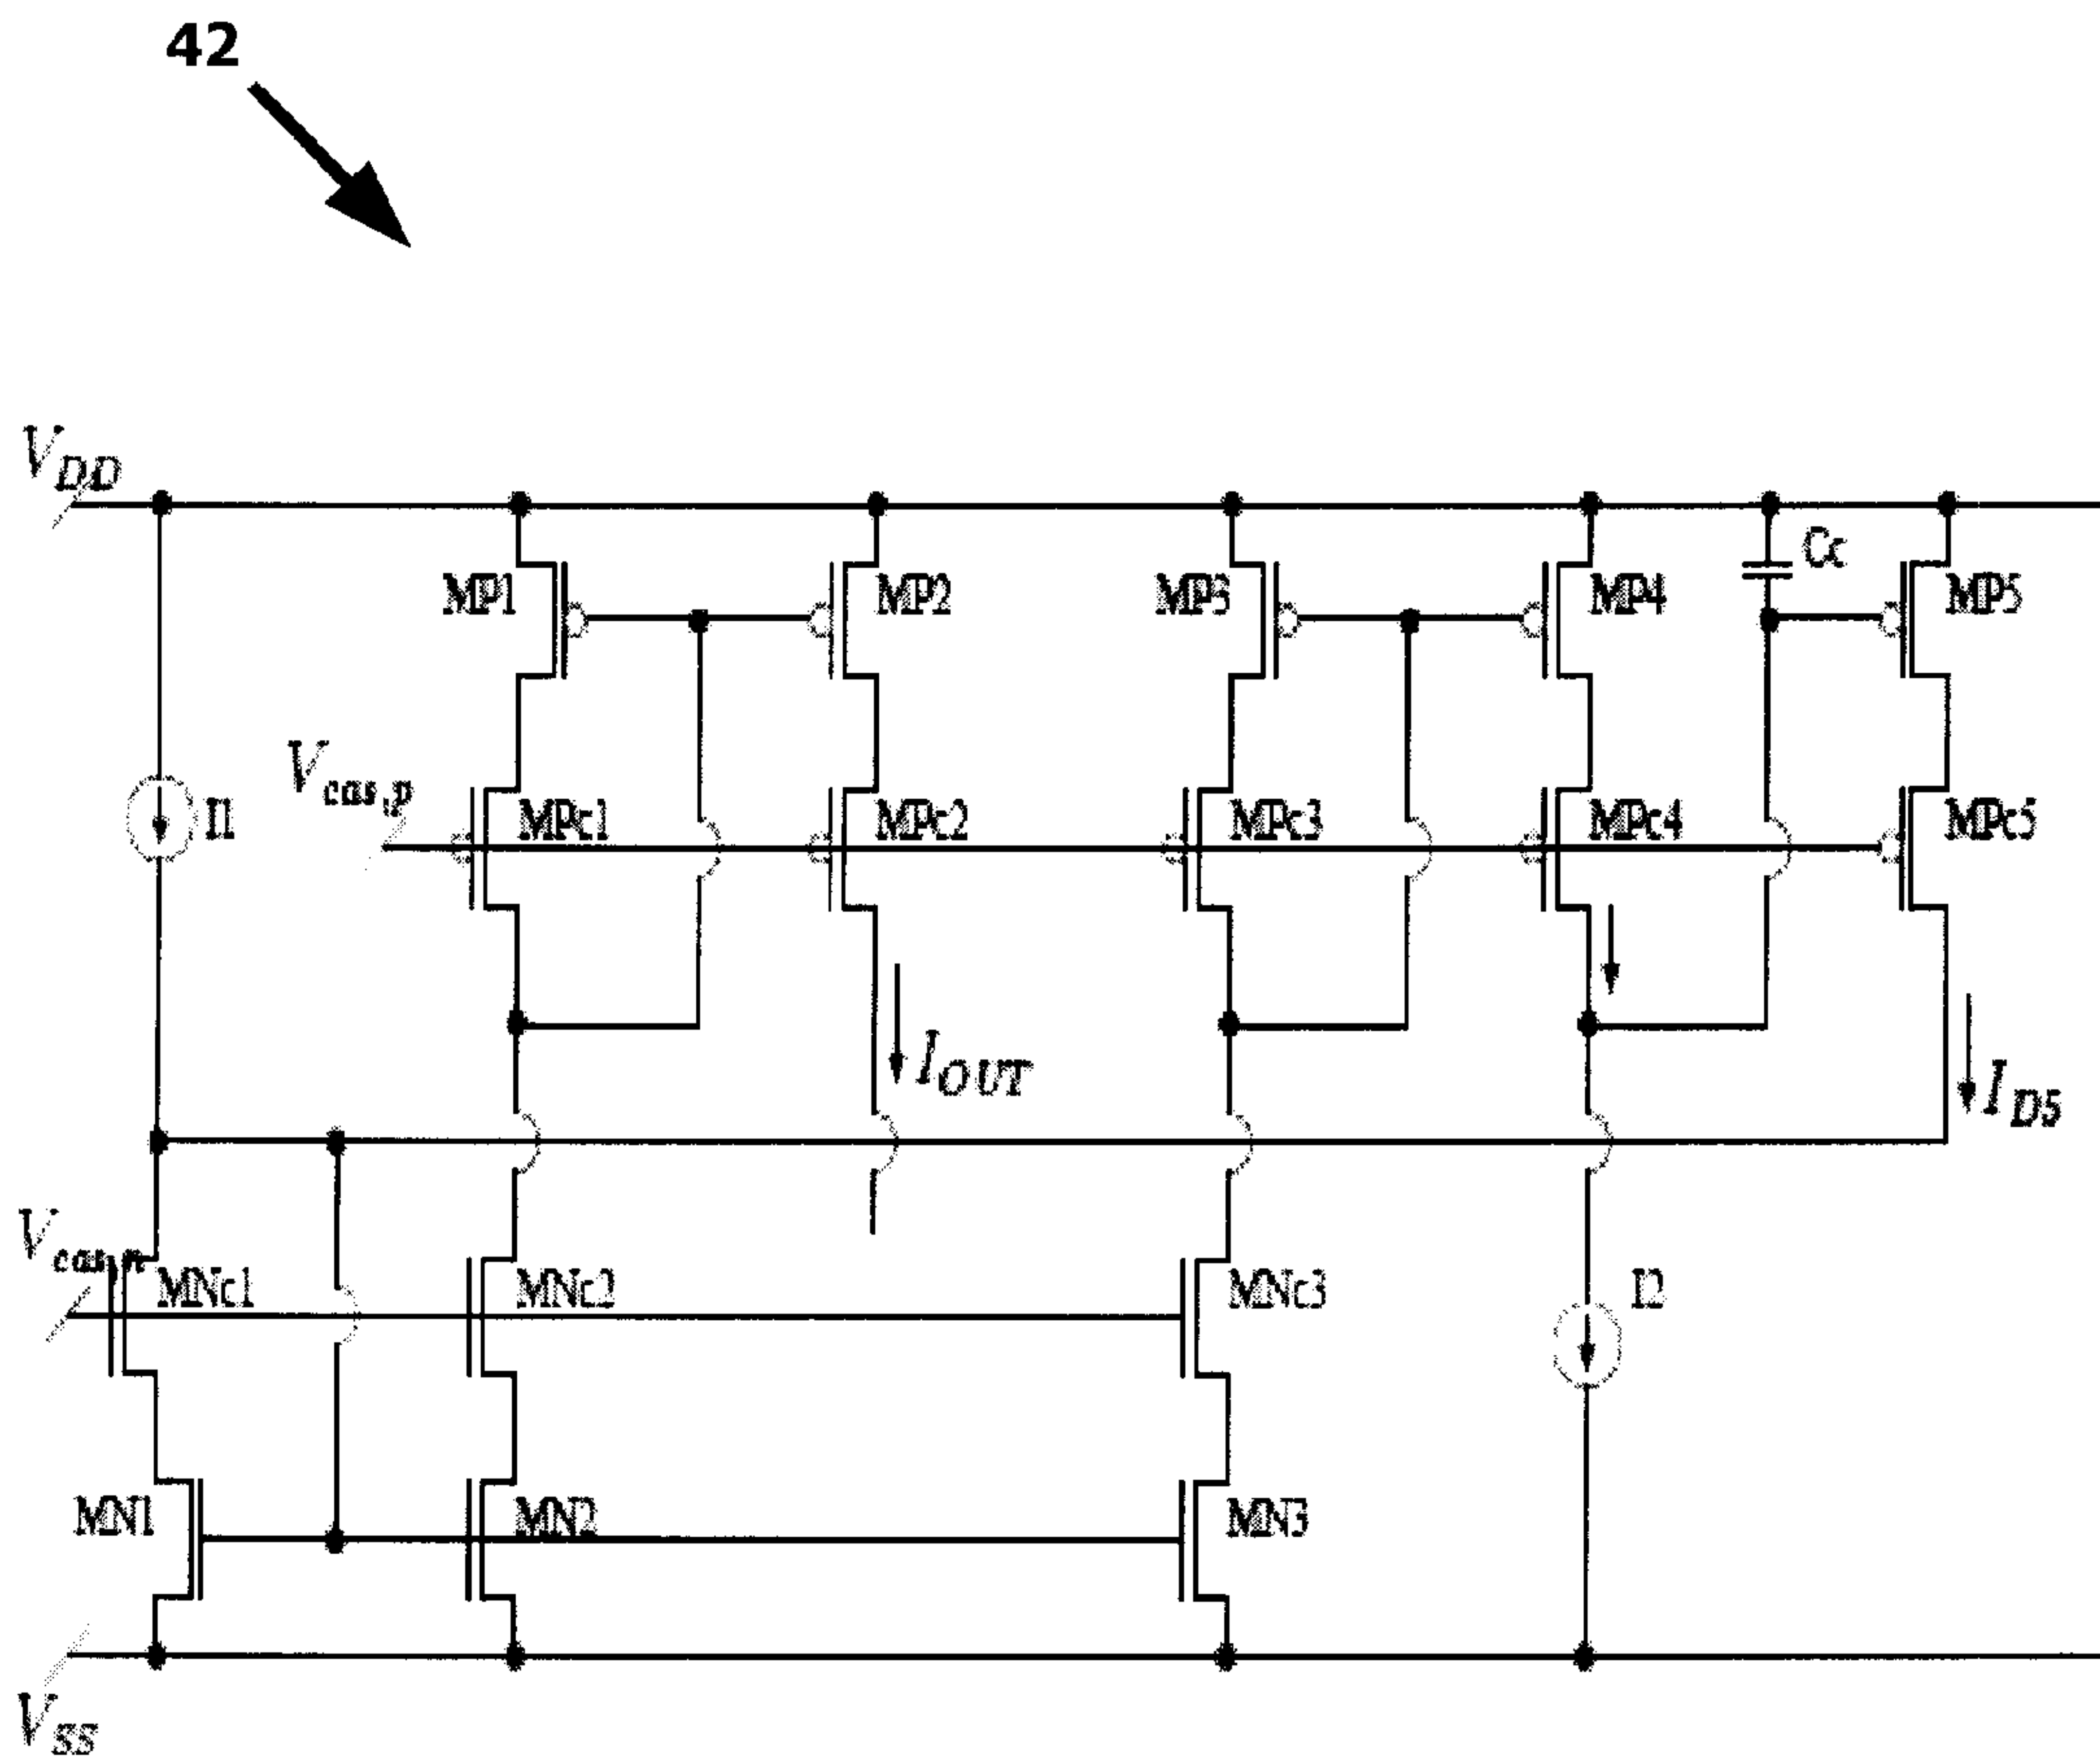 42
VDD
Cc
MP1
MP2
MP3
MP4
MP5
Vcas,p
I1
MPc1
MPc2
MPc3
MPc4
MPc5
IOUT
ID5
Vcas,n
MNc1
MNc2
MNc3
I2
MN1
MN2
MN3
VSS